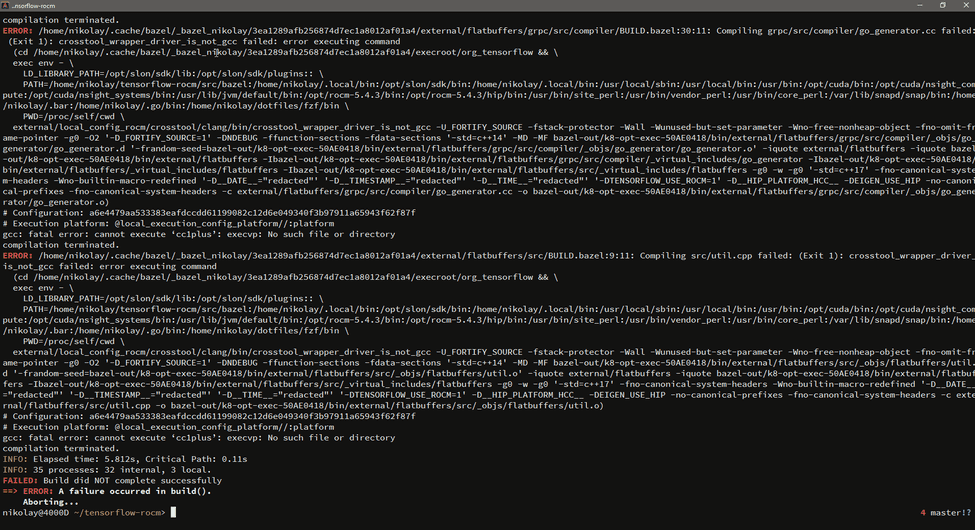 ..nsorflow-rocm
compilation terminated.
ERROR: /home/nikolay/.cache/bazel/_bazel_nikolay/3ea1289afb256874d7ec1a8012af01a4/external/flatbuffers/grpc/src/compiler/BUILD.bazel:30:11: Compiling grpc/src/compiler/go_generator.cc failed:
(Exit 1): crosstool_wrapper_driver_is_not_gcc failed: error executing command
(cd /home/nikolay/.cache/bazel/_bazel_nikolay/3ea1289afb256874d7ec1a8012af01a4/execroot/org_tensorflow && \
exec env - \
LD_LIBRARY_PATH=/opt/slon/sdk/lib:/opt/slon/sdk/plugins:: \
PATH=/home/nikolay/tensorflow-rocm/src/bazel:/home/nikolay/.local/bin:/opt/slon/sdk/bin:/home/nikolay/.local/bin:/usr/local/sbin:/usr/local/bin:/usr/bin:/opt/cuda/bin:/opt/cuda/nsight_com
pute:/opt/cuda/nsight_systems/bin:/usr/lib/jvm/default/bin:/opt/rocm-5.4.3/bin:/opt/rocm-5.4.3/hip/bin:/usr/bin/site_perl:/usr/bin/vendor_perl:/usr/bin/core_perl:/var/lib/snapd/snap/bin:/home
/nikolay/.bar:/home/nikolay/.go/bin:/home/nikolay/dotfiles/fzf/bin \
PWD=/proc/self/cwd \
external/local_config_rocm/crosstool/clang/bin/crosstool_wrapper_driver_is_not_gcc -U_FORTIFY_SOURCE -fstack-protector -Wall -Wunused-but-set-parameter -Wno-free-nonheap-object -fno-omit-fr
ame-pointer -g0 -O2 '-D_FORTIFY_SOURCE=1' -DNDEBUG -ffunction-sections -fdata-sections '-std=c++14' -MD -MF bazel-out/k8-opt-exec-50AE0418/bin/external/flatbuffers/grpc/src/compiler/_objs/go_
generator/go_generator.d '-frandom-seed=bazel-out/k8-opt-exec-50AE0418/bin/external/flatbuffers/grpc/src/compiler/_objs/go_generator/go_generator.o' -iquote external/flatbuffers -iquote bazel
-out/k8-opt-exec-50AE0418/bin/external/flatbuffers -Ibazel-out/k8-opt-exec-50AE0418/bin/external/flatbuffers/grpc/src/compiler/_virtual_includes/go_generator -Ibazel-out/k8-opt-exec-50AE0418/
bin/external/flatbuffers/_virtual_includes/flatbuffers -Ibazel-out/k8-opt-exec-50AE0418/bin/external/flatbuffers/src/_virtual_includes/flatbuffers -g0 -w -g0 '-std=c++17' -fno-canonical-syste
m-headers -Wno-builtin-macro-redefined '-D__DATE__="redacted"' '-D__TIMESTAMP__="redacted"' '-D__TIME__="redacted"' '-DTENSORFLOW_USE_ROCM=1' -D__HIP_PLATFORM_HCC__ -DEIGEN_USE_HIP -no-canoni
cal-prefixes -fno-canonical-system-headers -c external/flatbuffers/grpc/src/compiler/go_generator.cc -o bazel-out/k8-opt-exec-50AE0418/bin/external/flatbuffers/grpc/src/compiler/_objs/go_gene
rator/go_generator.o)
# Configuration: a6e4479aa533383eafdccdd61199082c12d6e049340f3b97911a65943f62f87f
# Execution platform: @local_execution_config_platform//:platform
gcc: fatal error: cannot execute ‘cc1plus’: execvp: No such file or directory
compilation terminated.
ERROR: /home/nikolay/.cache/bazel/_bazel_nikolay/3ea1289afb256874d7ec1a8012af01a4/external/flatbuffers/src/BUILD.bazel:9:11: Compiling src/util.cpp failed: (Exit 1): crosstool_wrapper_driver_
is_not_gcc failed: error executing command
(cd /home/nikolay/.cache/bazel/_bazel_nikolay/3ea1289afb256874d7ec1a8012af01a4/execroot/org_tensorflow && \
exec env - \
LD_LIBRARY_PATH=/opt/slon/sdk/lib:/opt/slon/sdk/plugins:: \
PATH=/home/nikolay/tensorflow-rocm/src/bazel:/home/nikolay/.local/bin:/opt/slon/sdk/bin:/home/nikolay/.local/bin:/usr/local/sbin:/usr/local/bin:/usr/bin:/opt/cuda/bin:/opt/cuda/nsight_com
pute:/opt/cuda/nsight_systems/bin:/usr/lib/jvm/default/bin:/opt/rocm-5.4.3/bin:/opt/rocm-5.4.3/hip/bin:/usr/bin/site_perl:/usr/bin/vendor_perl:/usr/bin/core_perl:/var/lib/snapd/snap/bin:/home
/nikolay/.bar:/home/nikolay/.go/bin:/home/nikolay/dotfiles/fzf/bin \
PWD=/proc/self/cwd \
external/local_config_rocm/crosstool/clang/bin/crosstool_wrapper_driver_is_not_gcc -U_FORTIFY_SOURCE -fstack-protector -Wall -Wunused-but-set-parameter -Wno-free-nonheap-object -fno-omit-fr
ame-pointer -g0 -O2 '-D_FORTIFY_SOURCE=1' -DNDEBUG -ffunction-sections -fdata-sections '-std=c++14' -MD -MF bazel-out/k8-opt-exec-50AE0418/bin/external/flatbuffers/src/_objs/flatbuffers/util.
d '-frandom-seed=bazel-out/k8-opt-exec-50AE0418/bin/external/flatbuffers/src/_objs/flatbuffers/util.o' -iquote external/flatbuffers -iquote bazel-out/k8-opt-exec-50AE0418/bin/external/flatbuf
fers -Ibazel-out/k8-opt-exec-50AE0418/bin/external/flatbuffers/src/_virtual_includes/flatbuffers -g0 -w -g0 '-std=c++17' -fno-canonical-system-headers -Wno-builtin-macro-redefined '-D__DATE__
="redacted"' '-D__TIMESTAMP__="redacted"' '-D__TIME__="redacted"' '-DTENSORFLOW_USE_ROCM=1' -D__HIP_PLATFORM_HCC__ -DEIGEN_USE_HIP -no-canonical-prefixes -fno-canonical-system-headers -c exte
rnal/flatbuffers/src/util.cpp -o bazel-out/k8-opt-exec-50AE0418/bin/external/flatbuffers/src/_objs/flatbuffers/util.o)
# Configuration: a6e4479aa533383eafdccdd61199082c12d6e049340f3b97911a65943f62f87f
# Execution platform: @local_execution_config_platform//:platform
gcc: fatal error: cannot execute ‘cc1plus’: execvp: No such file or directory
compilation terminated.
INFO: Elapsed time: 5.812s, Critical Path: 0.11s
INFO: 35 processes: 32 internal, 3 local.
FAILED: Build did NOT complete successfully
==> ERROR: A failure occurred in build().
Aborting...
nikolay@4000D ~/tensorflow-rocm> 4 master!?